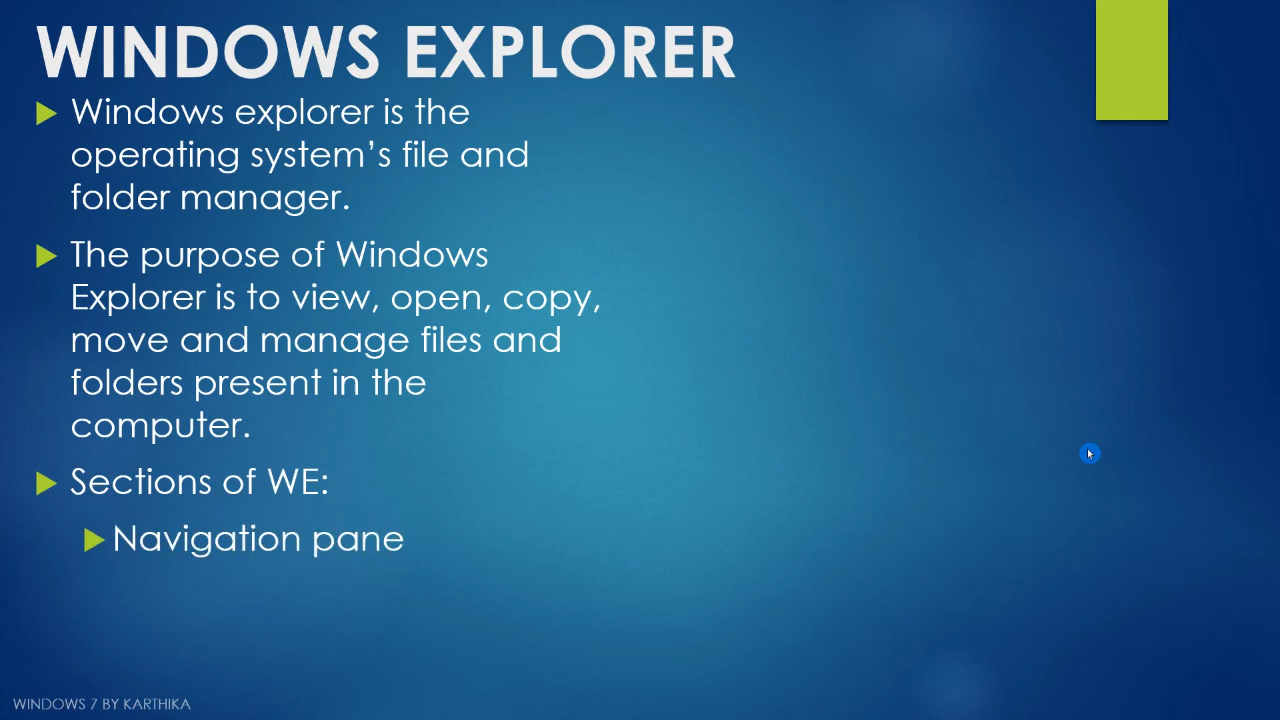 WINDOWS EXPLORER
Windows explorer is the
operating system’s file and
folder manager.
The purpose of Windows
Explorer is to view, open, copy,
move and manage files and
folders present in the
computer.
Sections of WE:
Navigation pane
WINDOWS 7 BY KARTHIKA